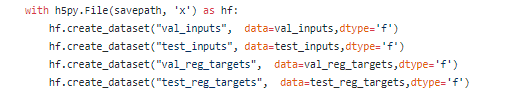 with h5py.File(savepath, 'x') as hf:
    hf.create_dataset("val_inputs",  data=val_inputs,dtype='f')
    hf.create_dataset("test_inputs", data=test_inputs,dtype='f')
    hf.create_dataset("val_reg_targets",  data=val_reg_targets,dtype='f')
    hf.create_dataset("test_reg_targets",  data=test_reg_targets,dtype='f')